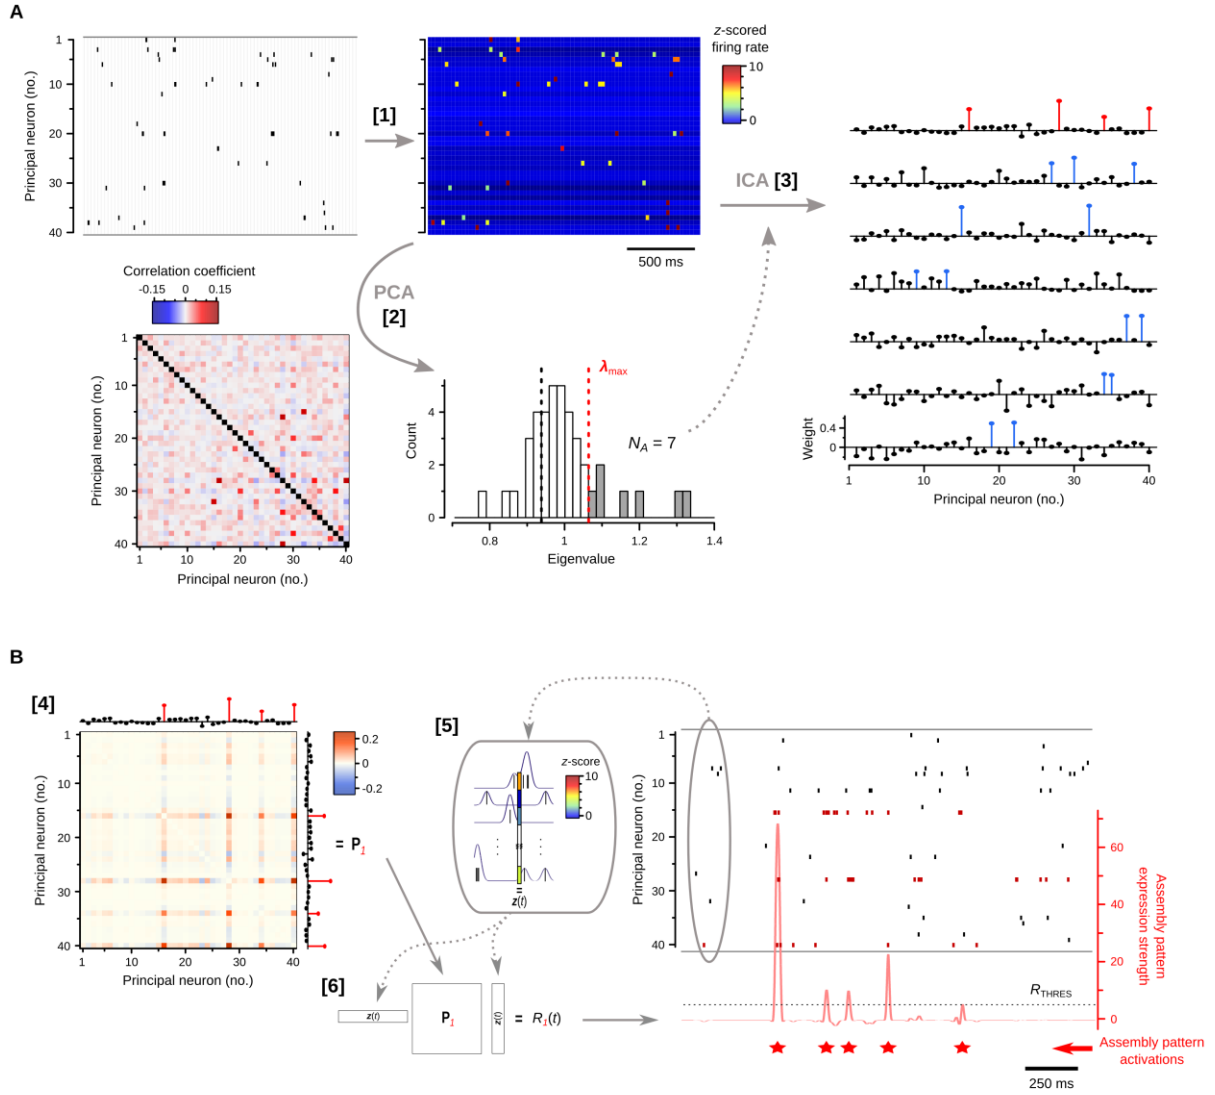 A
Principal neuron (no.)
1
10
20
30
40
[1]
z-scored
firing rate
10
0
500 ms
ICA [3]
Weight
0.4
0
1
10
20
30
40
Principal neuron (no.)
Correlation coefficient
-0.15
0
0.15
PCA
[2]
Principal neuron (no.)
1
10
20
30
40
1
10
20
30
40
Principal neuron (no.)
λmax
NA = 7
Count
4
2
0
0.8
1
1.2
1.4
Eigenvalue
B
[4]
Principal neuron (no.)
1
10
20
30
40
1
10
20
30
40
Principal neuron (no.)
0.2
0
-0.2
= P1
[5]
z-score
10
0
=
z(t)
[6]
z(t)
P1
z(t)
= R1(t)
Principal neuron (no.)
1
10
20
30
40
60
40
20
0
Assembly pattern
expression strength
RTHRES
Assembly pattern
activations
250 ms